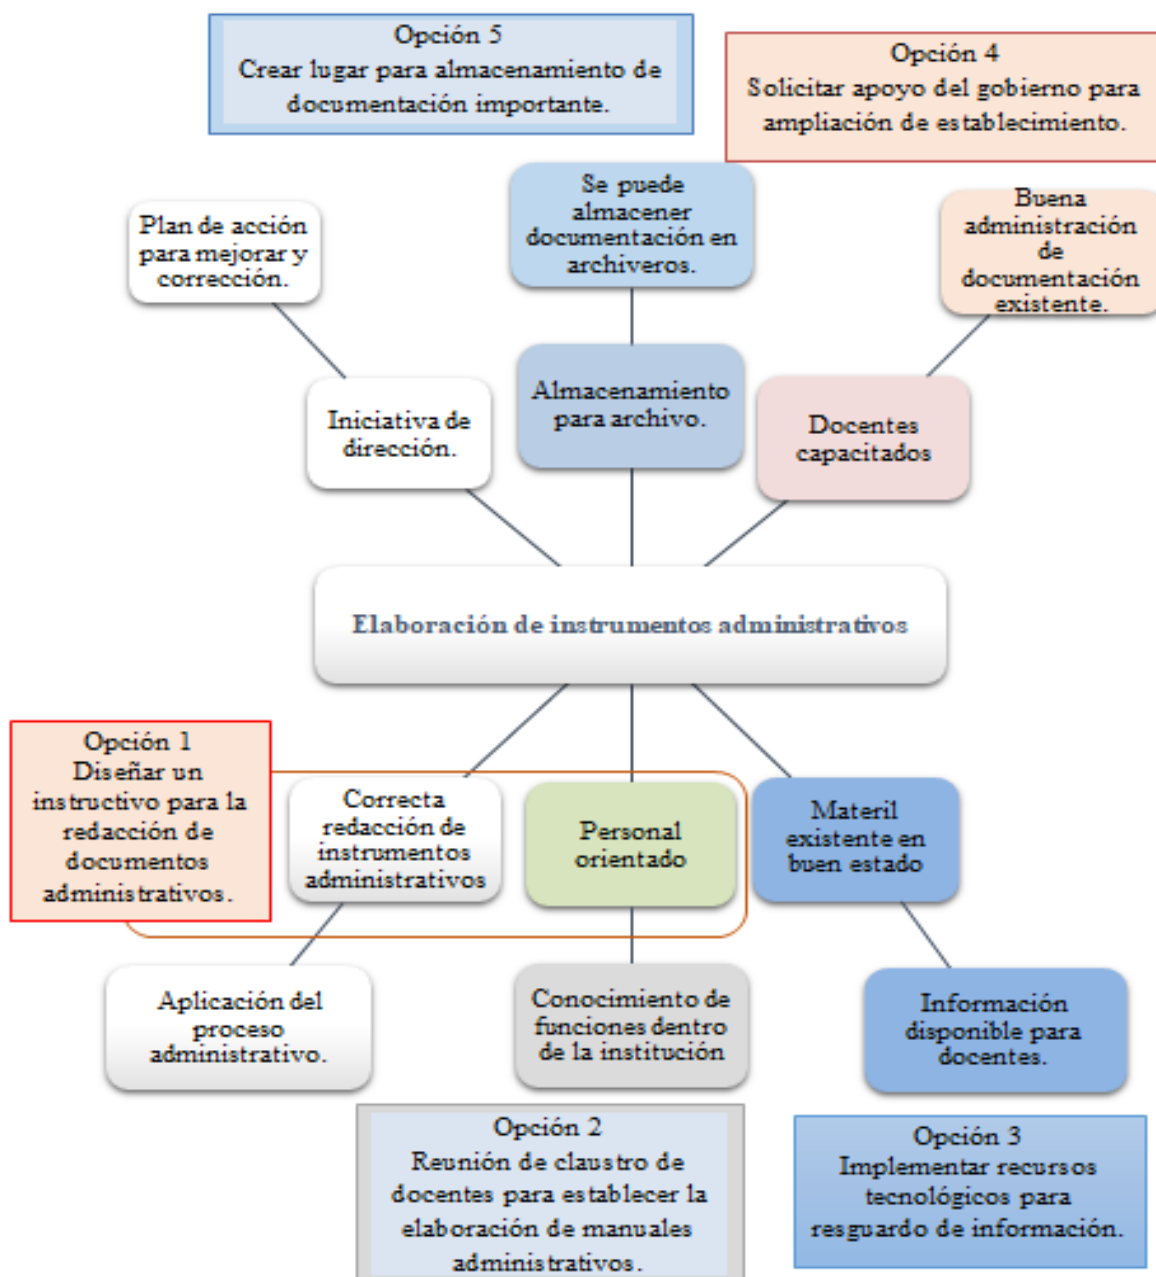 Opción 5
Crear lugar para almacenamiento de
documentación importante.
Opción 4
Solicitar apoyo del gobierno para
ampliación de establecimiento.
Plan de acción
para mejorar y
corrección.
Se puede
almacener
documentación en
archiveros.
Buena
administración
de
documentación
existente.
Iniciativa de
dirección.
Almacenamiento
para archivo.
Docentes
capacitados
Elaboración de instrumentos administrativos
Opción 1
Diseñar un
instructivo para la
redacción de
documentos
administrativos.
Correcta
redacción de
instrumentos
administrativos
Personal
orientado
Materil
existente en
buen estado
Aplicación del
proceso
administrativo.
Conocimiento de
funciones dentro
de la institución
Información
disponible para
docentes.
Opción 2
Reunión de claustro de
docentes para establecer la
elaboración de manuales
administrativos.
Opción 3
Implementar recursos
tecnológicos para
resguardo de información.